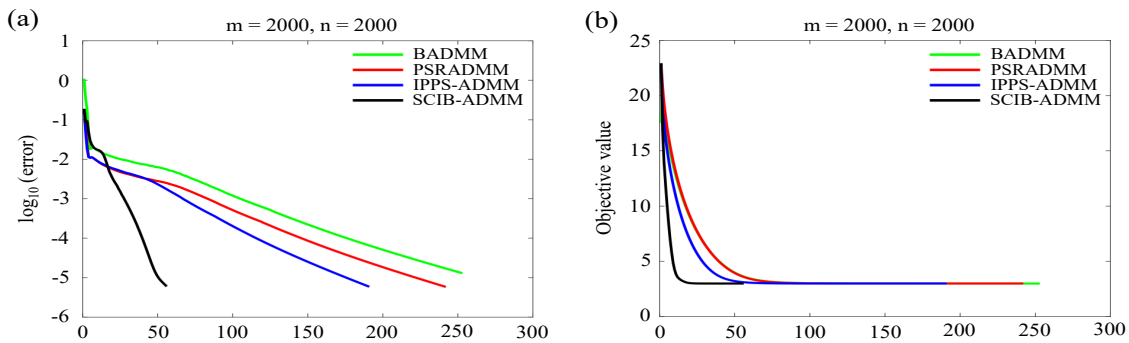 (a)
m = 2000, n = 2000
BADMM
PSRADMM
IPPS-ADMM
SCIB-ADMM
log10 (error)
1
0
-1
-2
-3
-4
-5
-6
0 50 100 150 200 250 300
(b)
m = 2000, n = 2000
BADMM
PSRADMM
IPPS-ADMM
SCIB-ADMM
Objective value
25
20
15
10
5
0
0 50 100 150 200 250 300